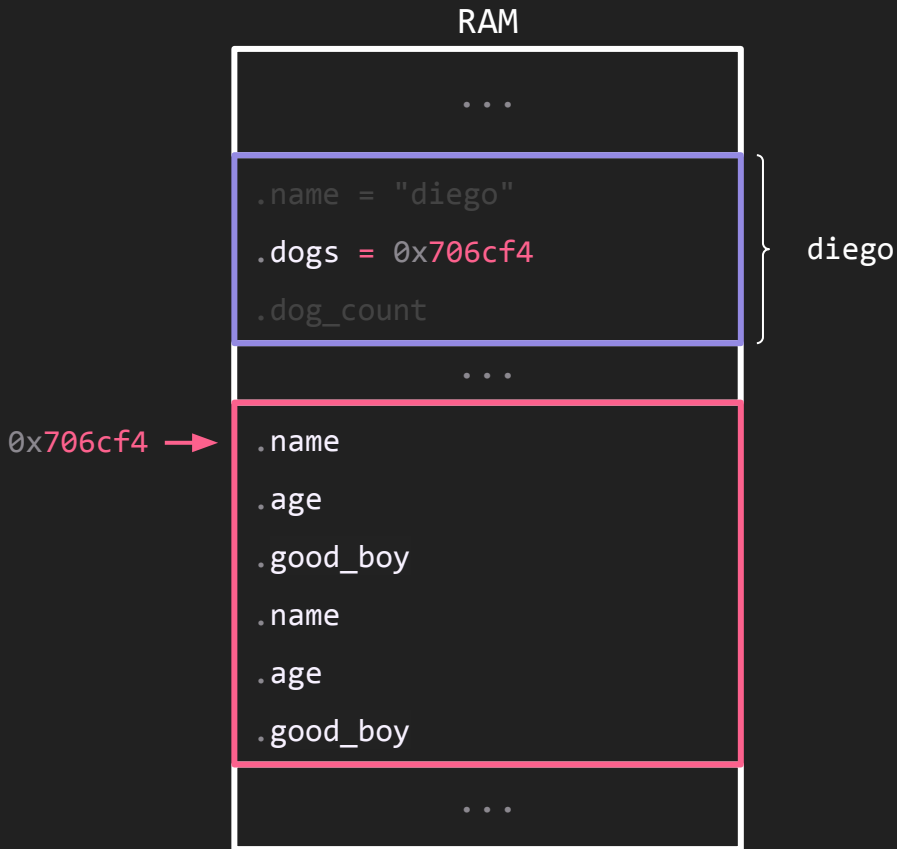 RAM
...
.name = "diego"
.dogs = 0x706cf4
diego
.dog_count
...
0x706cf4
.name
.age
.good_boy
.name
.age
.good_boy
...